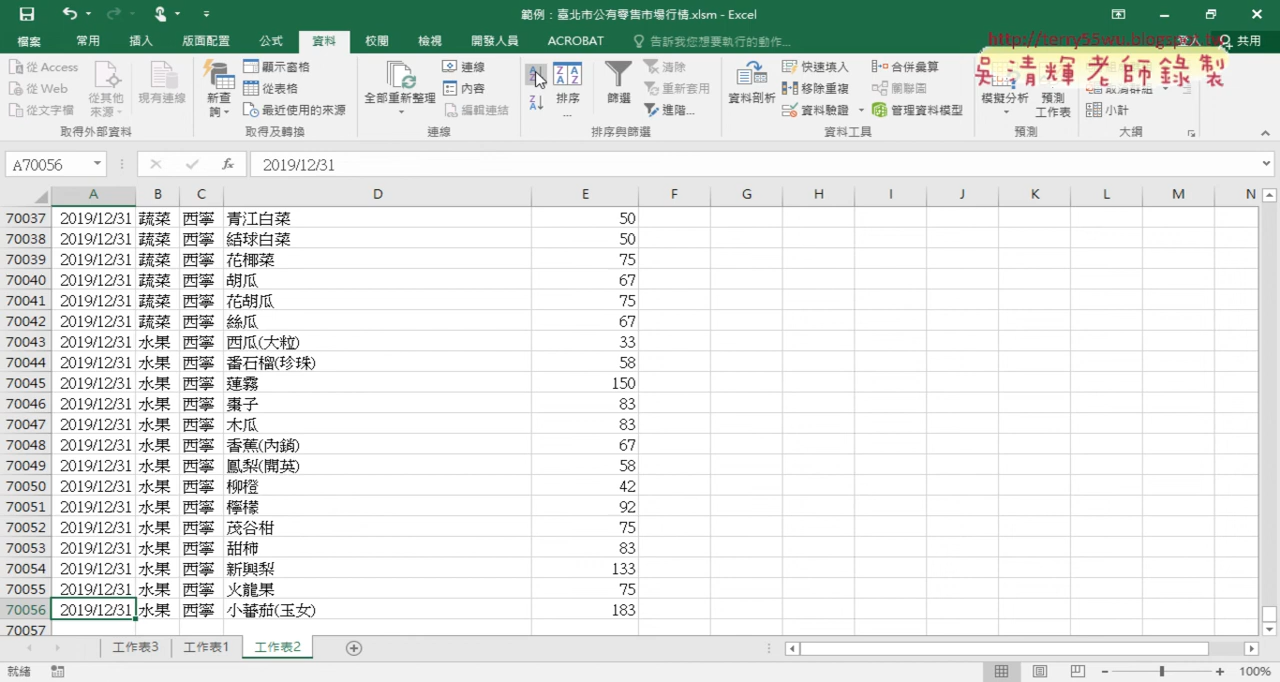 範例：臺北市公有零售市場行情.xlsm - Excel
檔案 常用 插入 版面配置 公式 資料 校閱 檢視 開發人員 ACROBAT 告訴我您想要執行的動作... 登入 共用
http://terry55wu.blogspot.tw
吳清輝老師錄製
從 Access
從 Web
從文字檔
從其他來源
現有連線
取得外部資料
新查詢
顯示查詢
從表格
最近使用的來源
取得及轉換
全部重新整理
連線
內容
編輯連結
連線
排序...
篩選
清除
重新套用
進階...
排序與篩選
資料剖析
快速填入
移除重複
資料驗證
合併彙算
關聯圖
管理資料模型
資料工具
模擬分析
預測工作表
預測
取消群組
小計
大綱
A70056 fx 2019/12/31
A B C D E F G H I J K L M N
70037 2019/12/31 蔬菜 西寧 青江白菜 50
70038 2019/12/31 蔬菜 西寧 結球白菜 50
70039 2019/12/31 蔬菜 西寧 花椰菜 75
70040 2019/12/31 蔬菜 西寧 胡瓜 67
70041 2019/12/31 蔬菜 西寧 花胡瓜 75
70042 2019/12/31 蔬菜 西寧 絲瓜 67
70043 2019/12/31 水果 西寧 西瓜(大粒) 33
70044 2019/12/31 水果 西寧 番石榴(珍珠) 58
70045 2019/12/31 水果 西寧 蓮霧 150
70046 2019/12/31 水果 西寧 棗子 83
70047 2019/12/31 水果 西寧 木瓜 83
70048 2019/12/31 水果 西寧 香蕉(內銷) 67
70049 2019/12/31 水果 西寧 鳳梨(開英) 58
70050 2019/12/31 水果 西寧 柳橙 42
70051 2019/12/31 水果 西寧 檸檬 92
70052 2019/12/31 水果 西寧 茂谷柑 75
70053 2019/12/31 水果 西寧 甜柿 83
70054 2019/12/31 水果 西寧 新興梨 133
70055 2019/12/31 水果 西寧 火龍果 75
70056 2019/12/31 水果 西寧 小蕃茄(玉女) 183
70057
工作表3 工作表1 工作表2
就緒 100%